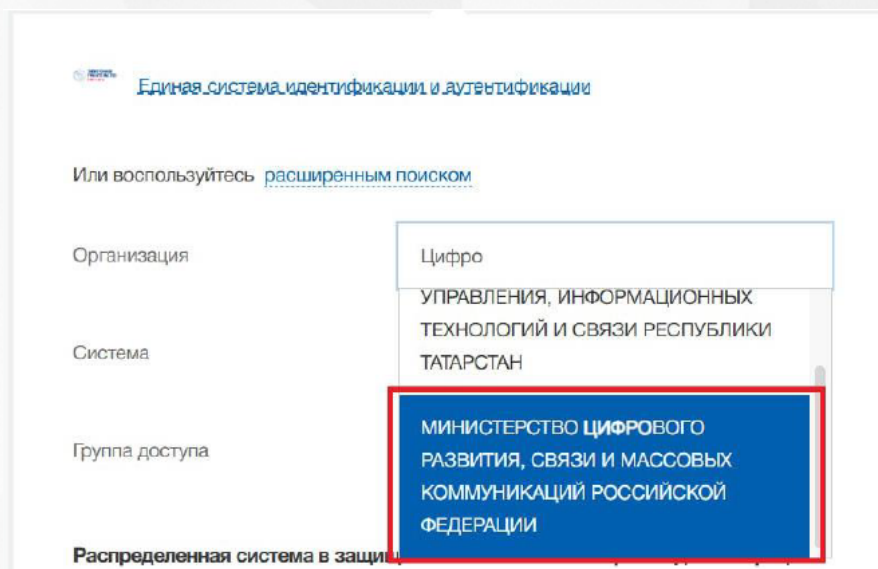 Единая система идентификации и аутентификации
Или воспользуйтесь расширенным поиском
Организация
Цифро
УПРАВЛЕНИЯ, ИНФОРМАЦИОННЫХ
ТЕХНОЛОГИЙ И СВЯЗИ РЕСПУБЛИКИ
ТАТАРСТАН
Система
Группа доступа
МИНИСТЕРСТВО ЦИФРОВОГО
РАЗВИТИЯ, СВЯЗИ И МАССОВЫХ
КОММУНИКАЦИЙ РОССИЙСКОЙ
ФЕДЕРАЦИИ
Распределенная система в